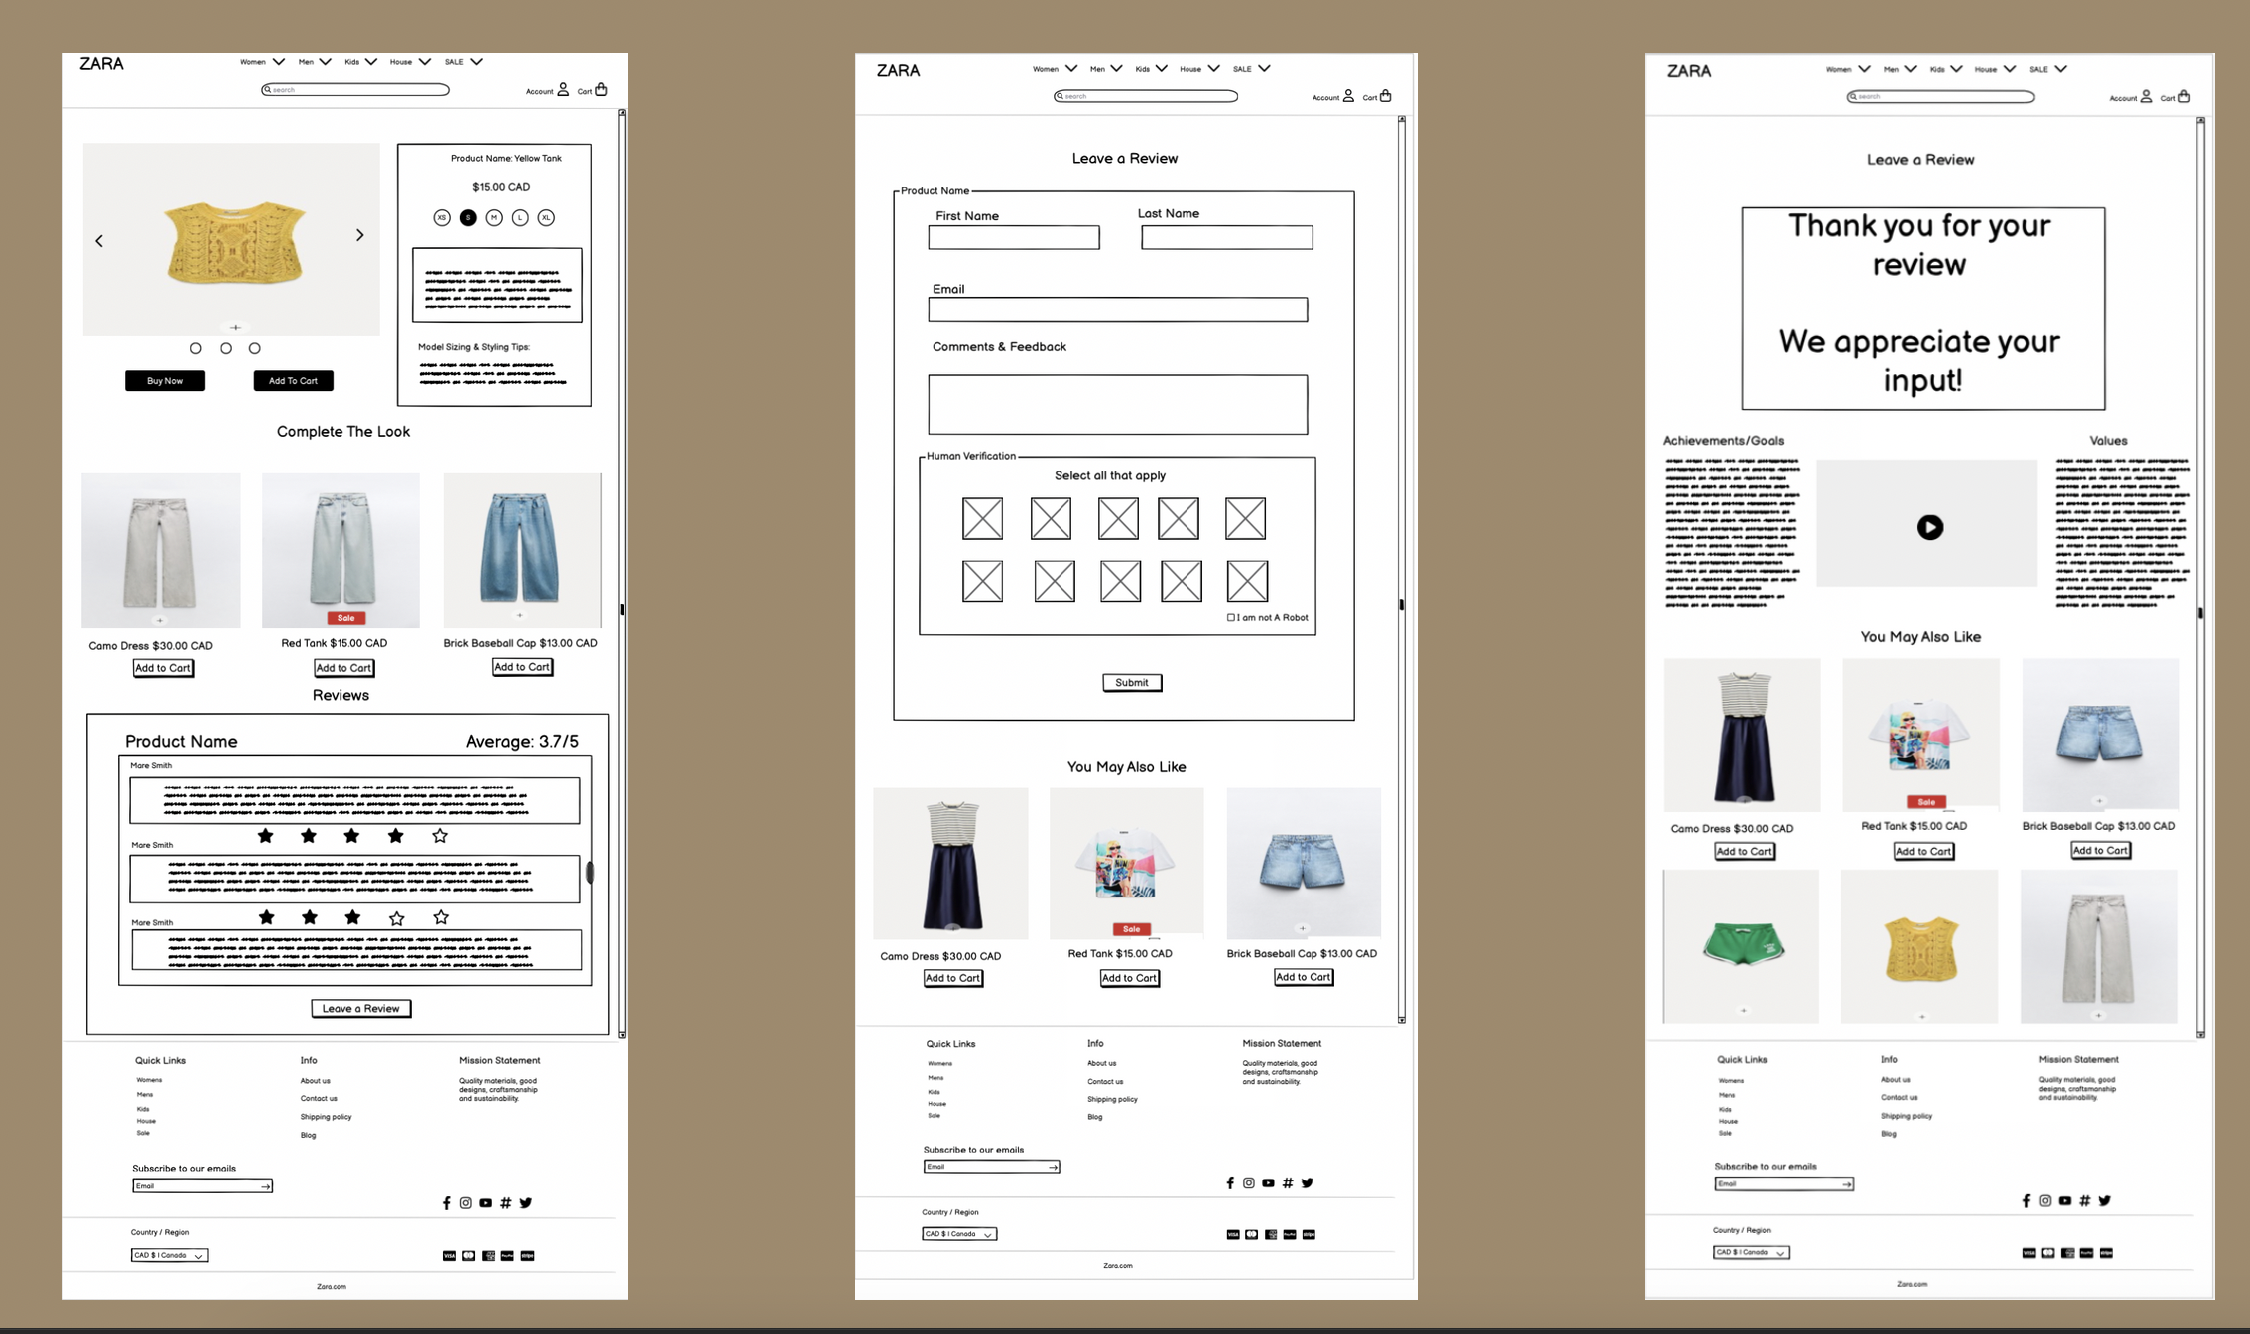 ZARA
Women Men Kids House SALE
search
Account Cart
Product Name: Yellow Tank
$15.00 CAD
XS S M L XL
Model Sizing & Styling Tips:
Buy Now Add To Cart
Complete The Look
Sale
Camo Dress $30.00 CAD Red Tank $15.00 CAD Brick Baseball Cap $13.00 CAD
Add to Cart Add to Cart Add to Cart
Reviews
Product Name Average: 3.7/5
Mare Smith
Mare Smith
Mare Smith
Leave a Review
Quick Links Info Mission Statement
Womens About us Quality materials, good
Mens Contact us designs, craftsmanship
Kids Shipping policy and sustainability.
House Blog
Sale
Subscribe to our emails
Email
Country / Region
CAD $ | Canada
VISA PayPal stripe
Zara.com
ZARA
Women Men Kids House SALE
search
Account Cart
Leave a Review
Product Name
First Name Last Name
Email
Comments & Feedback
Human Verification
Select all that apply
I am not A Robot
Submit
You May Also Like
Sale
Camo Dress $30.00 CAD Red Tank $15.00 CAD Brick Baseball Cap $13.00 CAD
Add to Cart Add to Cart Add to Cart
Quick Links Info Mission Statement
Womens About us Quality materials, good
Mens Contact us designs, craftsmanship
Kids Shipping policy and sustainability.
House Blog
Sale
Subscribe to our emails
Email
Country / Region
CAD $ | Canada
VISA PayPal stripe
Zara.com
ZARA
Women Men Kids House SALE
search
Account Cart
Leave a Review
Thank you for your
review
We appreciate your
input!
Achievements/Goals Values
You May Also Like
Sale
Camo Dress $30.00 CAD Red Tank $15.00 CAD Brick Baseball Cap $13.00 CAD
Add to Cart Add to Cart Add to Cart
Quick Links Info Mission Statement
Womens About us Quality materials, good
Mens Contact us designs, craftsmanship
Kids Shipping policy and sustainability.
House Blog
Sale
Subscribe to our emails
Email
Country / Region
CAD $ | Canada
VISA PayPal stripe
Zara.com